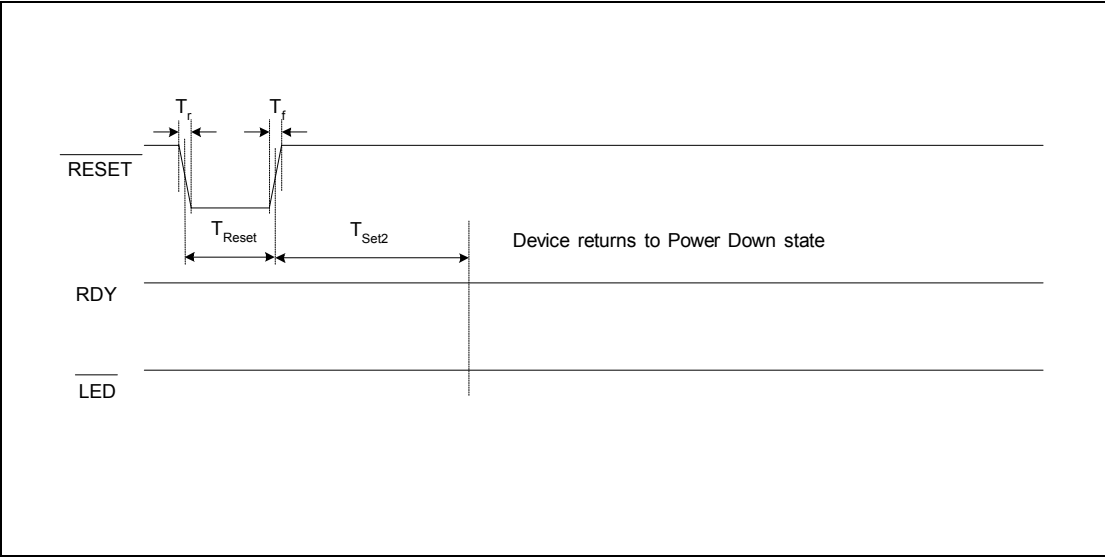 Tr Tf
RESET
TReset TSet2 Device returns to Power Down state
RDY
LED